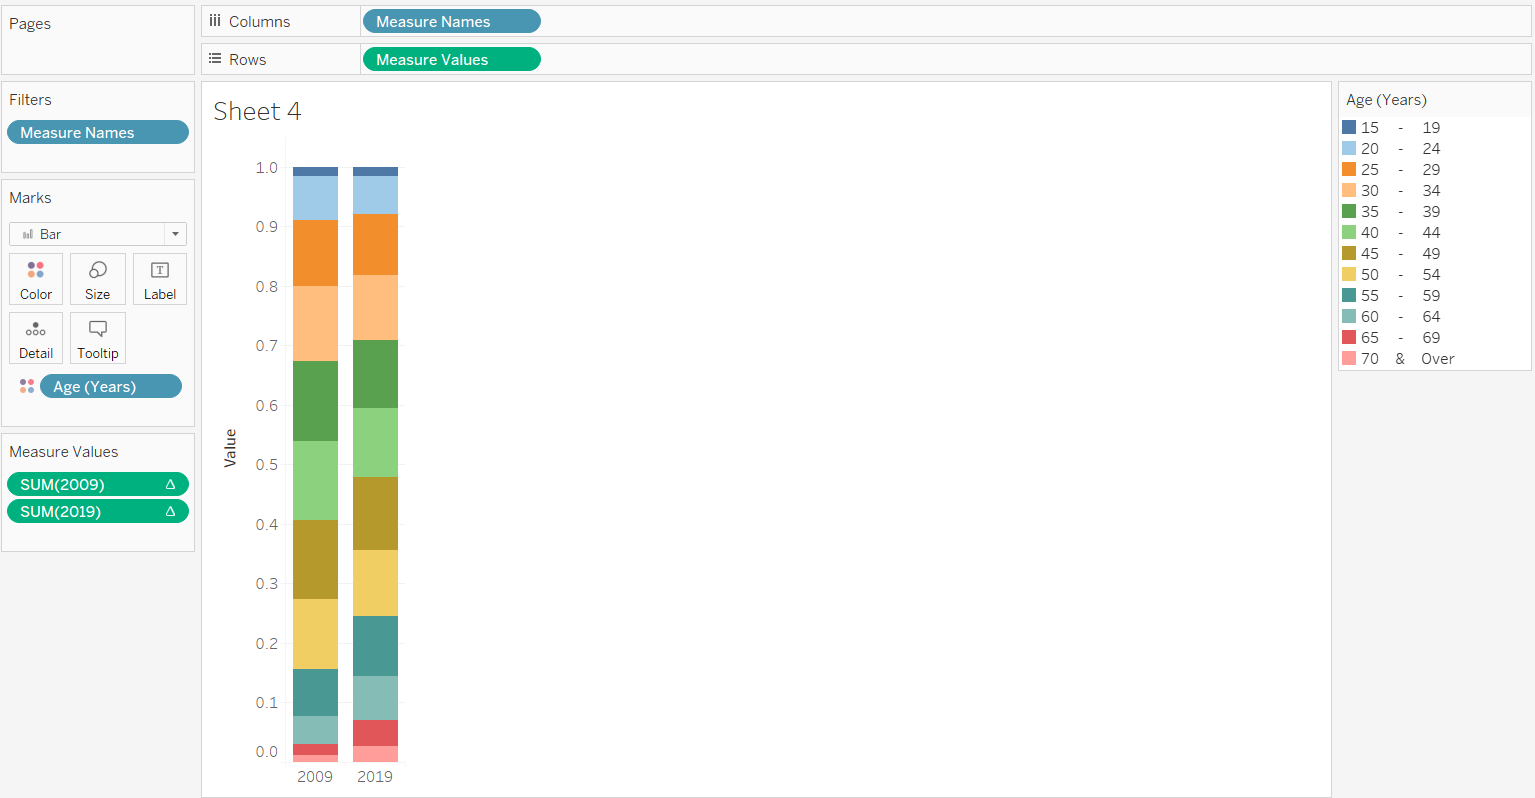 Pages
Columns
Measure Names
Rows
Measure Values
Filters
Measure Names
Marks
Bar
Color
Size
Label
Detail
Tooltip
Age (Years)
Measure Values
SUM(2009) Δ
SUM(2019) Δ
Sheet 4
Value
1.0
0.9
0.8
0.7
0.6
0.5
0.4
0.3
0.2
0.1
0.0
2009 2019
Age (Years)
15 - 19
20 - 24
25 - 29
30 - 34
35 - 39
40 - 44
45 - 49
50 - 54
55 - 59
60 - 64
65 - 69
70 & Over